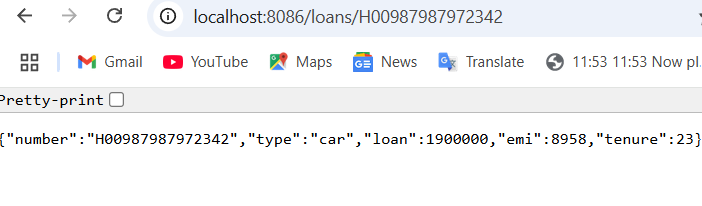 localhost:8086/loans/H00987987972342
Gmail YouTube Maps News Translate 11:53 11:53 Now pl.
Pretty-print
{"number":"H00987987972342","type":"car","loan":1900000,"emi":8958,"tenure":23}